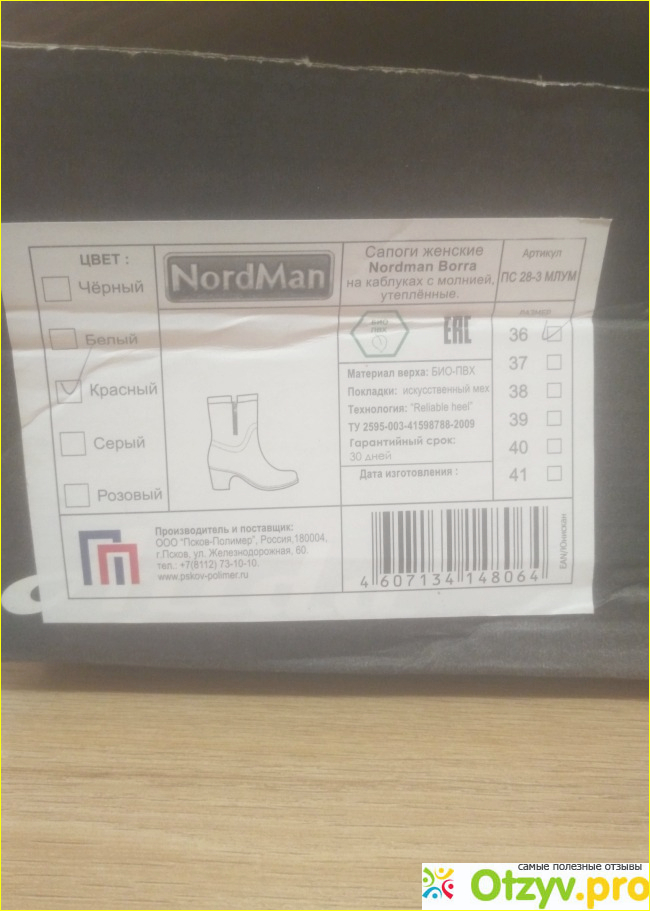 ЦВЕТ :
Чёрный
Белый
Красный
Серый
Розовый
NordMan
Сапоги женские
Nordman Borra
на каблуках с молнией,
утеплённые.
Артикул
ПС 28-3 МЛУМ
БИО
ПВХ
EAC
РАЗМЕР
36
37
38
39
40
41
Материал верха: БИО-ПВХ
Покладки: искусственный мех
Технология: "Reliable heel"
ТУ 2595-003-41598788-2009
Гарантийный срок:
30 дней
Дата изготовления :
Производитель и поставщик:
ООО "Псков-Полимер", Россия,180004,
г.Псков, ул. Железнодорожная, 60.
тел.: +7(8112) 73-10-10.
www.pskov-polimer.ru
4 607134 148064
EAN/Юнискан
самые полезные отзывы
Otzyv.pro